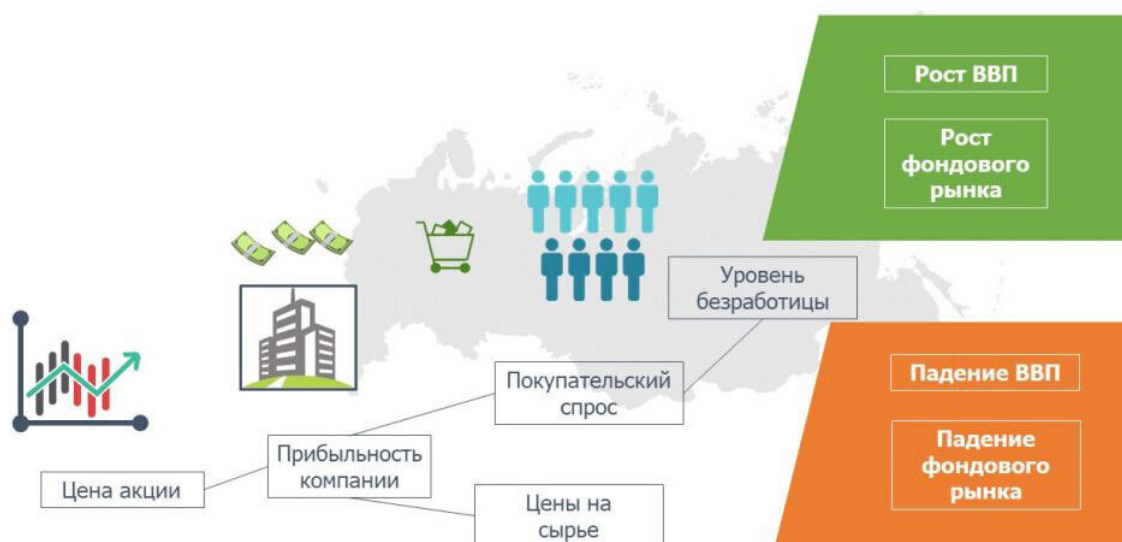 Рост ВВП
Рост
фондового
рынка
Уровень
безработицы
Падение ВВП
Покупательский
спрос
Падение
фондового
рынка
Прибыльность
компании
Цена акции
Цены на
сырье